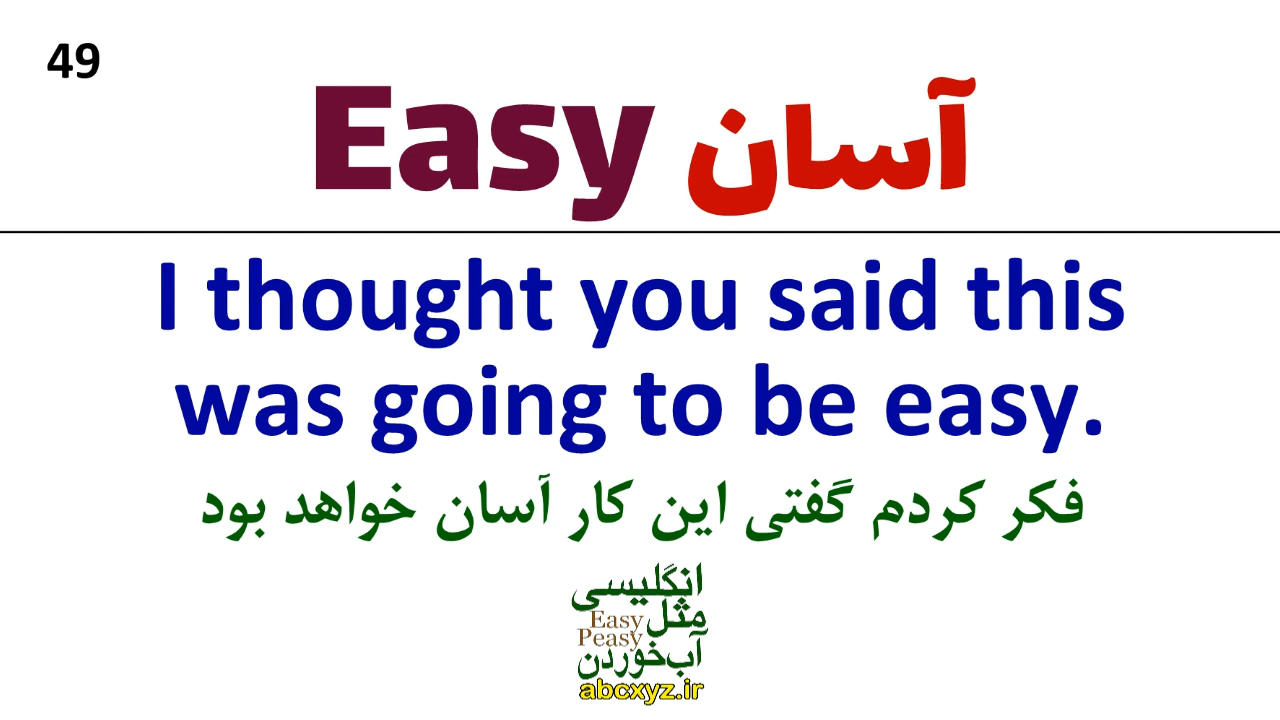 49
Easy آسان
I thought you said this
was going to be easy.
فکر کردم گفتی این کار آسان خواهد بود
انگلیسی
مثل
Easy
Peasy
آب‌خوردن
abcxyz.ir